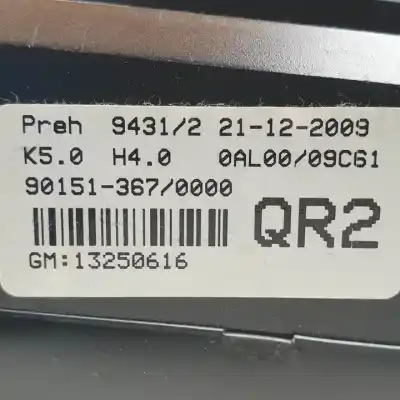 Preh 9431/2 21-12-2009
K5.0 H4.0 0AL00/09C61
90151-367/0000
QR2
GM:13250616